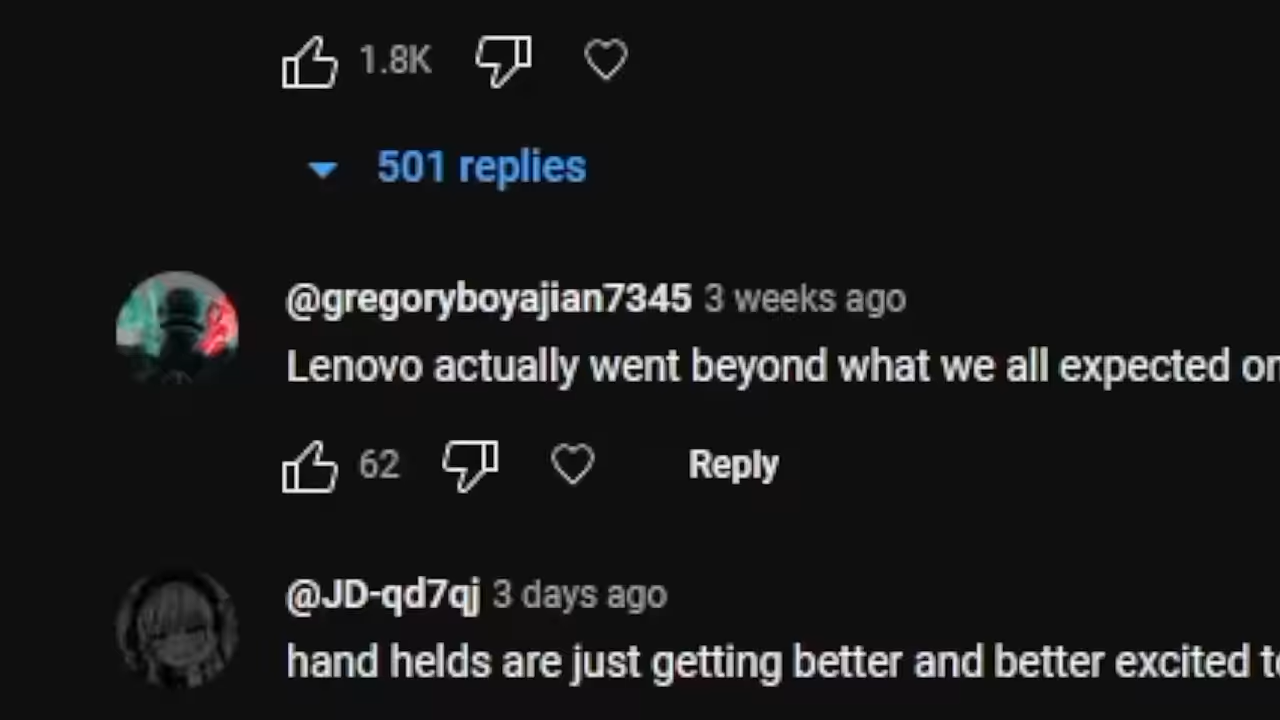 1.8K
501 replies
@gregoryboyajian7345 3 weeks ago
Lenovo actually went beyond what we all expected
62 Reply
@JD-qd7qj 3 days ago
hand helds are just getting better and better excited